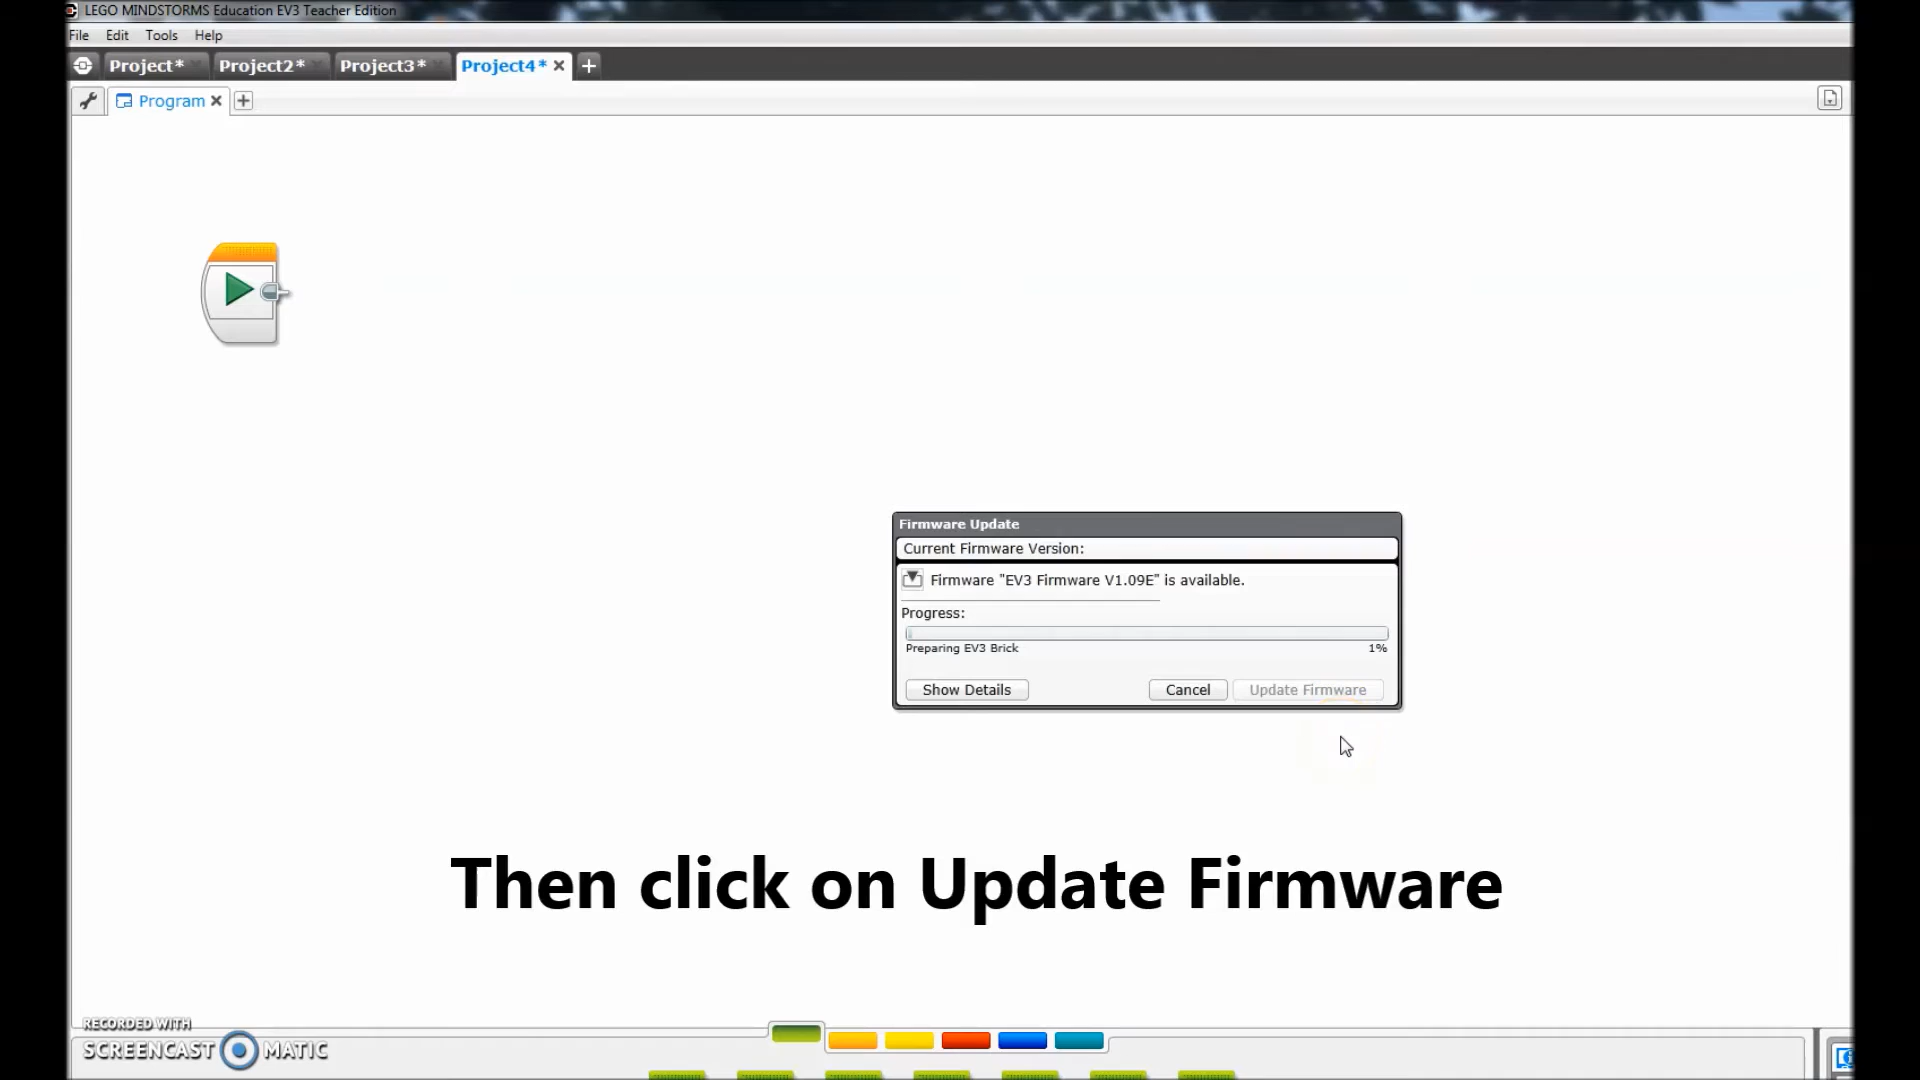 LEGO MINDSTORMS Education EV3 Teacher Edition
File Edit Tools Help
Project* Project2* Project3* Project4*
Program
Firmware Update
Current Firmware Version:
Firmware "EV3 Firmware V1.09E" is available.
Progress:
Preparing EV3 Brick 1%
Show Details Cancel Update Firmware
Then click on Update Firmware
RECORDED WITH
SCREENCAST MATIC